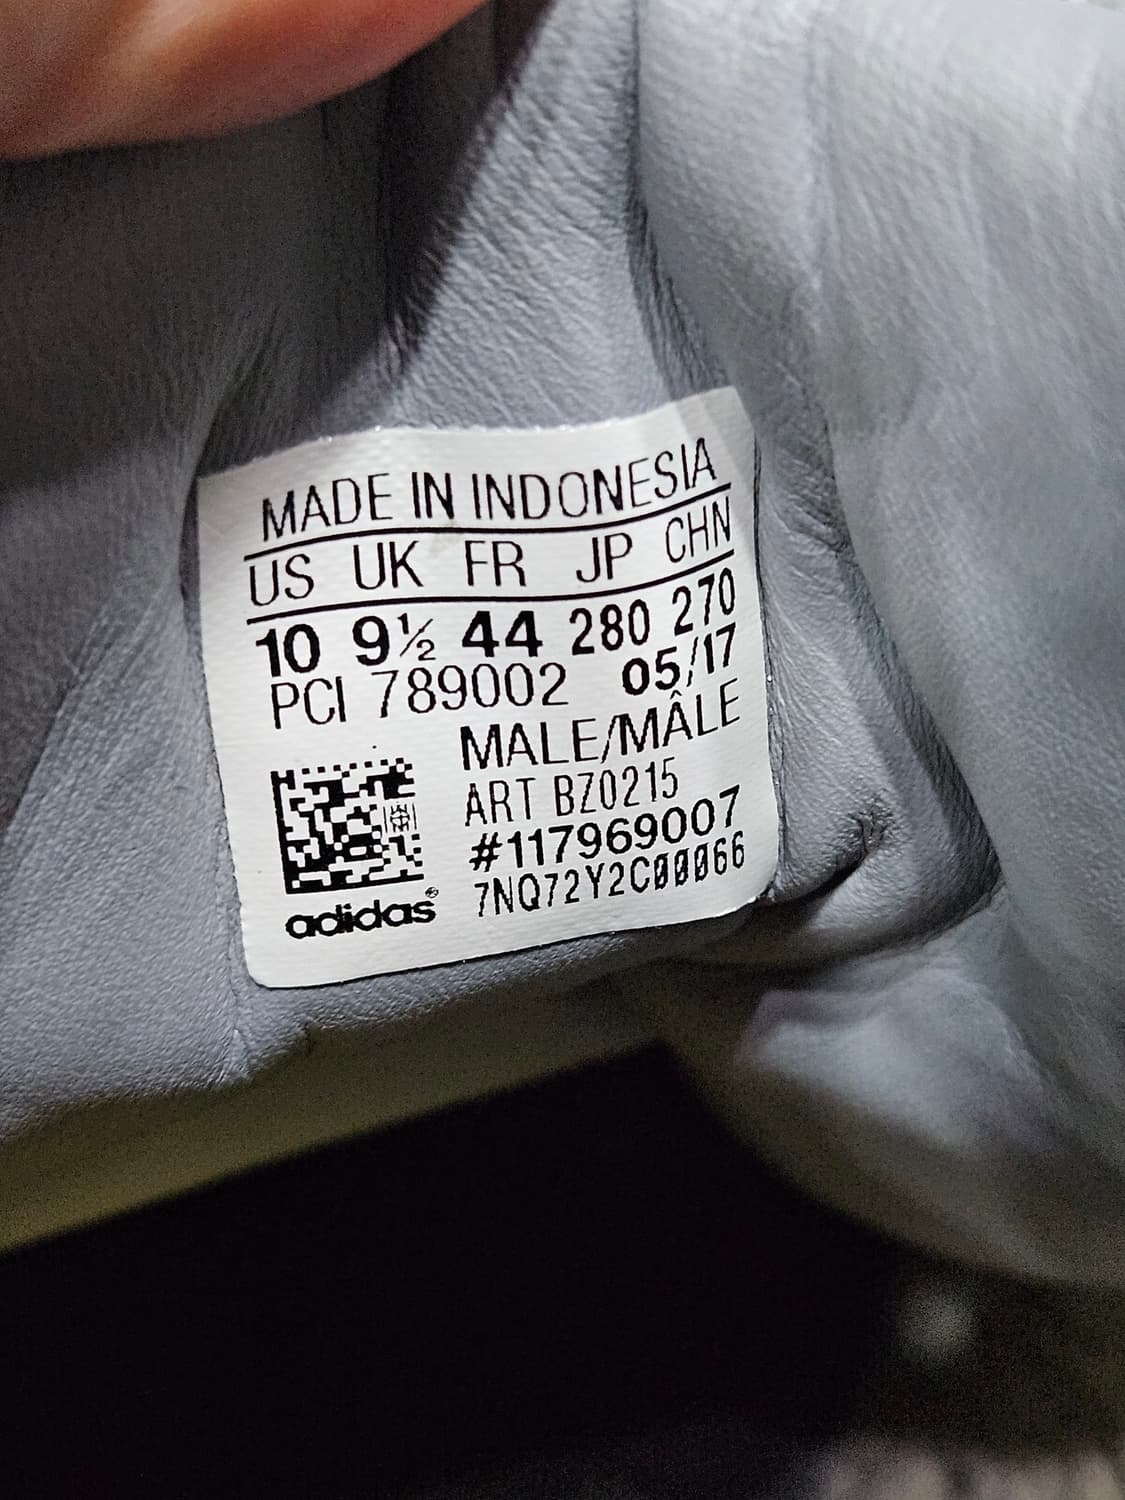 MADE IN INDONESIA
US UK FR JP CHN
10 9½ 44 280 270
PCI 789002 05/17
MALE/MÂLE
ART BZ0215
#117969007
7NQ72Y2C00066
adidas®